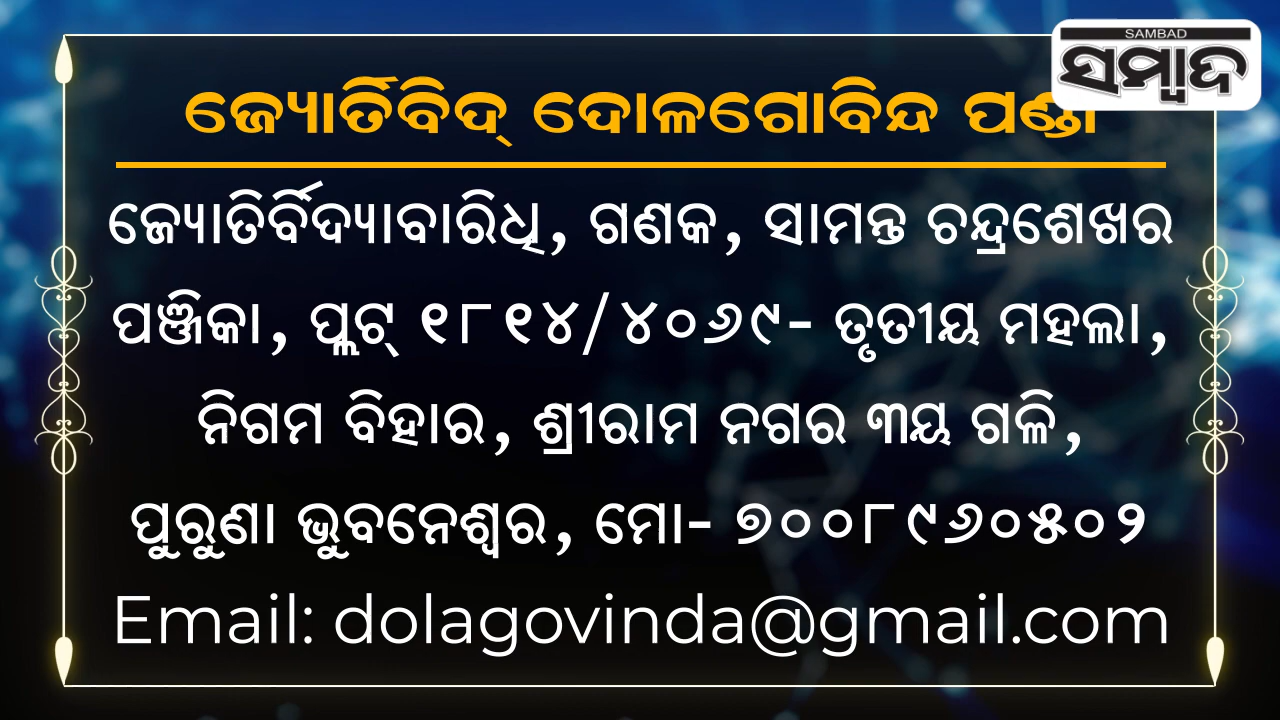 SAMBAD
ସମ୍ବାଦ
ଜ୍ୟୋର୍ତିବିଦ୍ ଦୋଳଗୋବିନ୍ଦ ପଣ୍ଡା
ଜ୍ୟୋତିର୍ବିଦ୍ୟାବାରିଧି, ଗଣକ, ସାମନ୍ତ ଚନ୍ଦ୍ରଶେଖର
ପଞ୍ଜିକା, ପ୍ଲଟ୍ ୧୮୧୪/୪୦୬୯- ତୃତୀୟ ମହଲା,
ନିଗମ ବିହାର, ଶ୍ରୀରାମ ନଗର ୩ୟ ଗଳି,
ପୁରୁଣା ଭୁବନେଶ୍ୱର, ମୋ- ୭୦୦୮୯୬୦୫୦୨
Email: dolagovinda@gmail.com